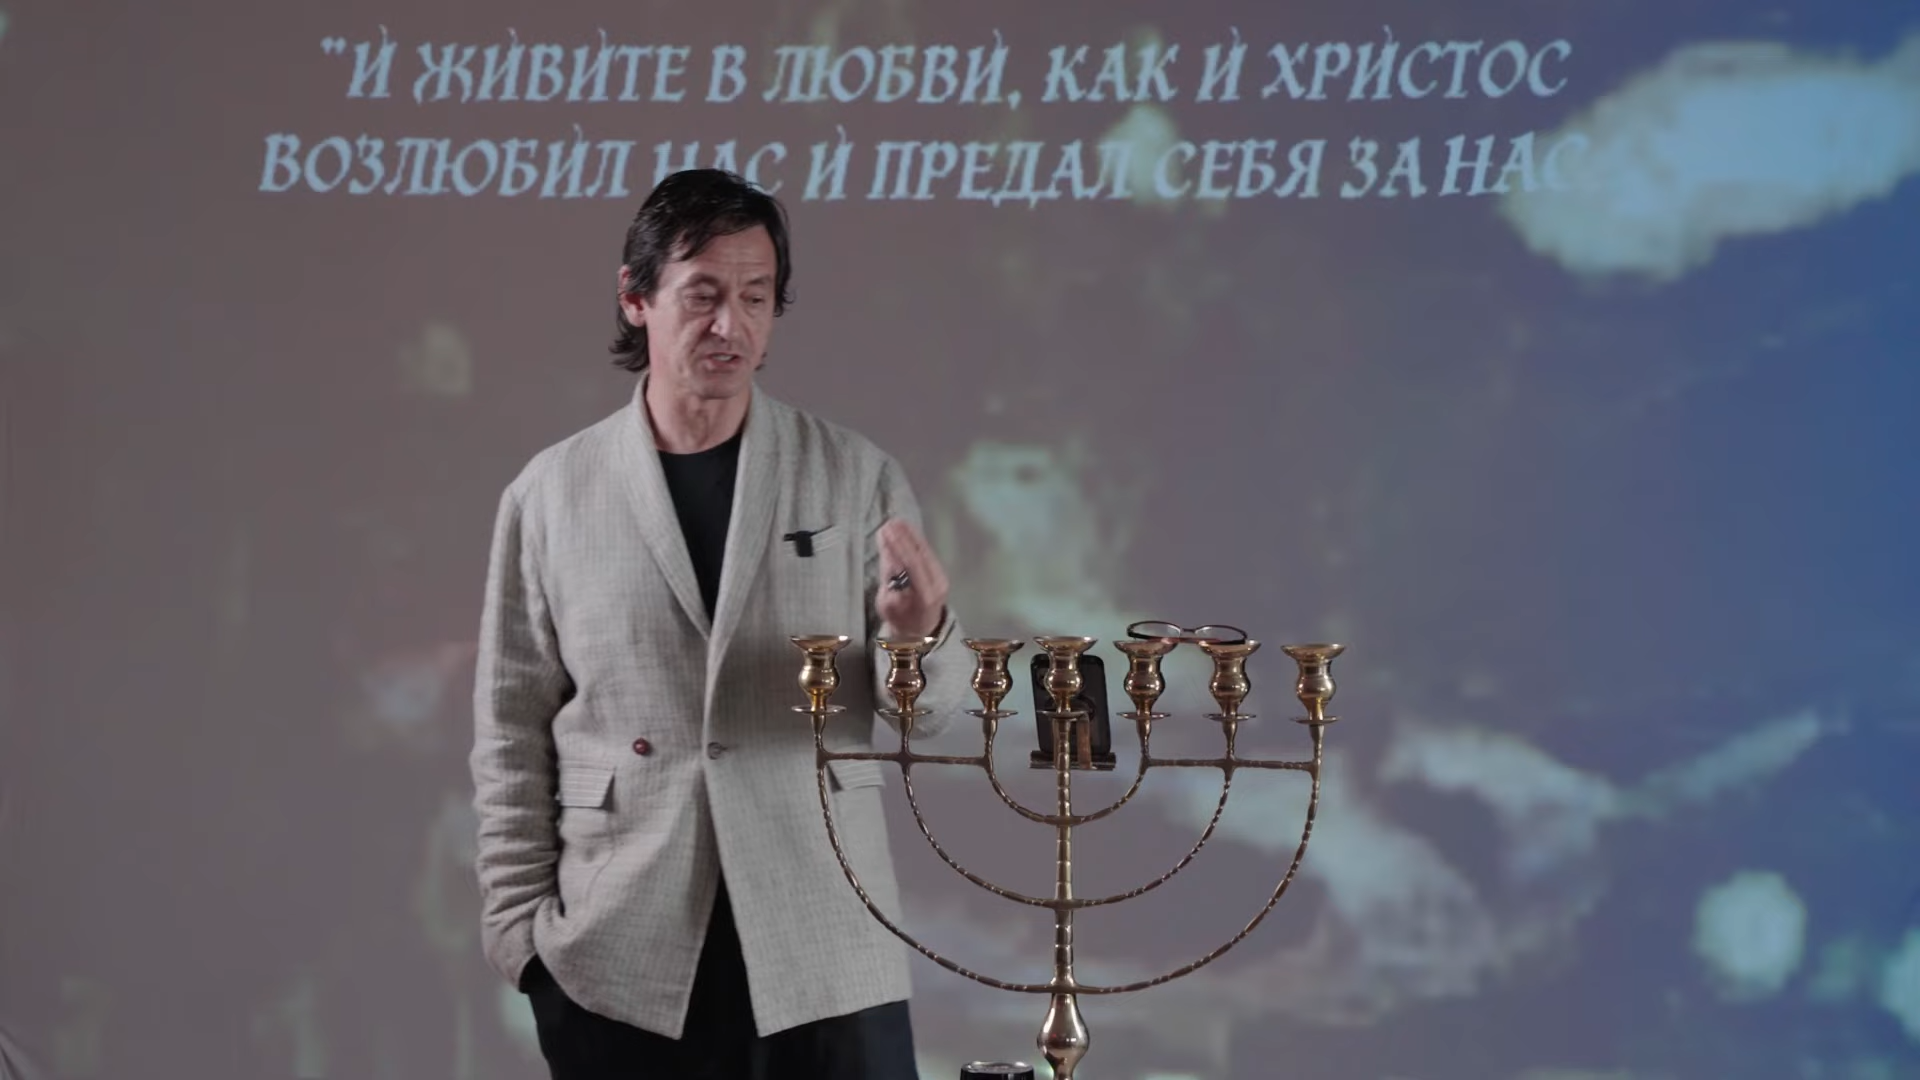 "И ЖИВИТЕ В ЛЮБВИ, КАК И ХРИСТОС
ВОЗЛЮБИЛ НАС И ПРЕДАЛ СЕБЯ ЗА НАС